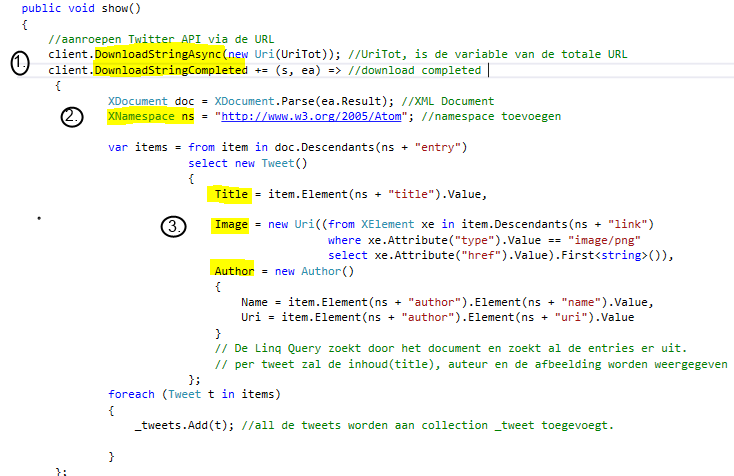 public void show()
{
//aanroepen Twitter API via de URL
client.DownloadStringAsync(new Uri(UriTot)); //UriTot, is de variable van de totale URL
1.
client.DownloadStringCompleted += (s, ea) => //download completed
{
XDocument doc = XDocument.Parse(ea.Result); //XML Document
2.
XNamespace ns = "http://www.w3.org/2005/Atom"; //namespace toevoegen
var items = from item in doc.Descendants(ns + "entry")
select new Tweet()
{
Title = item.Element(ns + "title").Value,
3.
Image = new Uri((from XElement xe in item.Descendants(ns + "link")
where xe.Attribute("type").Value == "image/png"
select xe.Attribute("href").Value).First<string>()),
Author = new Author()
{
Name = item.Element(ns + "author").Element(ns + "name").Value,
Uri = item.Element(ns + "author").Element(ns + "uri").Value
}
// De Linq Query zoekt door het document en zoekt al de entries er uit.
// per tweet zal de inhoud(title), auteur en de afbeelding worden weergegeven
};
foreach (Tweet t in items)
{
_tweets.Add(t); //all de tweets worden aan collection _tweet toegevoegt.
}
};